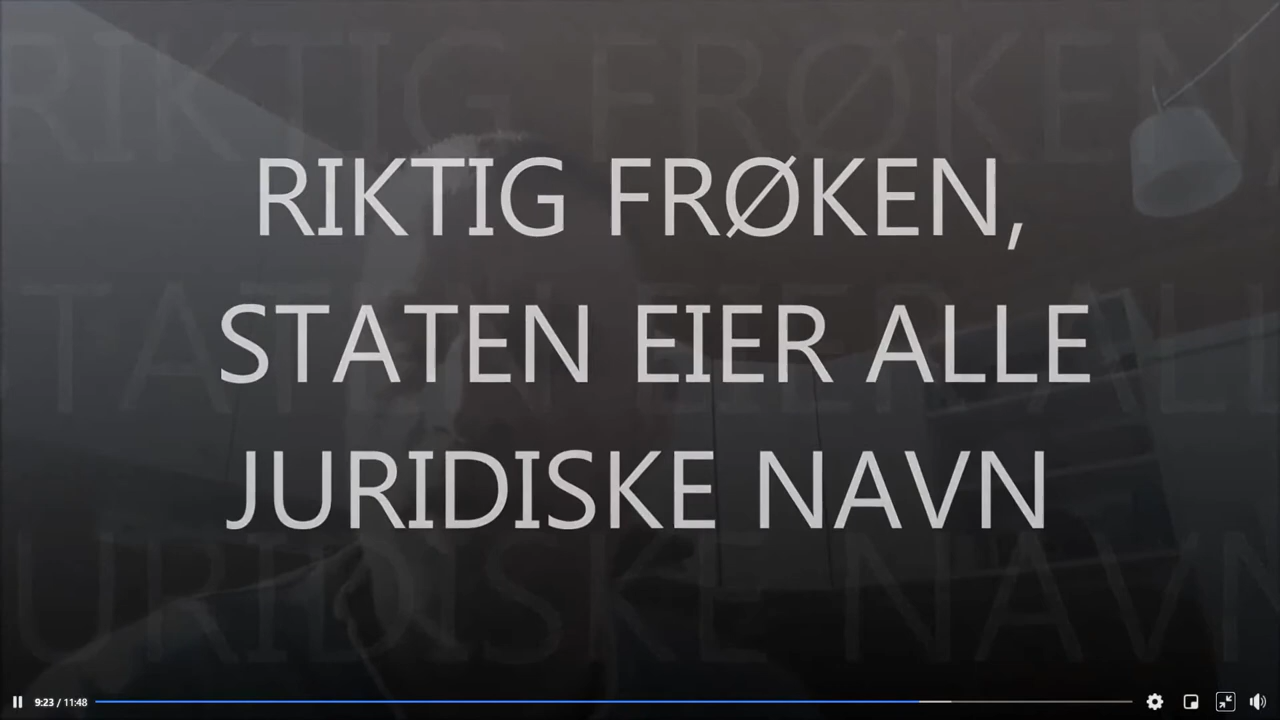 RIKTIG FRØKEN,
STATEN EIER ALLE
JURIDISKE NAVN
9:23 / 11:48